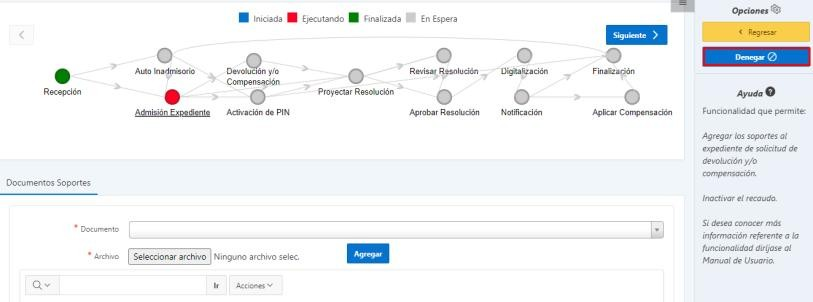 Iniciada Ejecutando Finalizada En Espera
Siguiente
Auto Inadmisorio
Devolución y/o
Compensación
Revisar Resolución
Digitalización
Finalización
Recepción
Proyectar Resolución
Admisión Expediente
Activación de PIN
Aprobar Resolución
Notificación
Aplicar Compensación
Documentos Soportes
* Documento
* Archivo Seleccionar archivo Ninguno archivo selec. Agregar
Ir Acciones
Opciones
Regresar
Denegar
Ayuda
Funcionalidad que permite:
Agregar los soportes al
expediente de solicitud de
devolución y/o
compensación.
Inactivar el recaudo.
Si desea conocer más
información referente a la
funcionalidad diríjase al
Manual de Usuario.